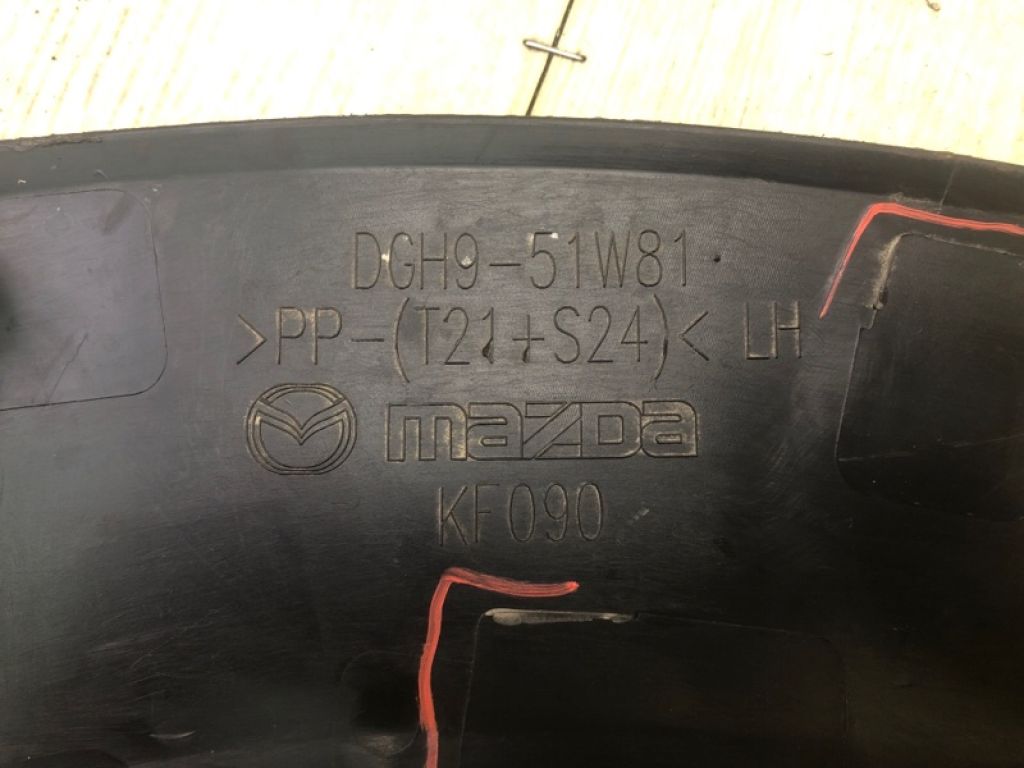 DGH9-51W81
>PP-(T21+S24)< LH
mazda
KF090